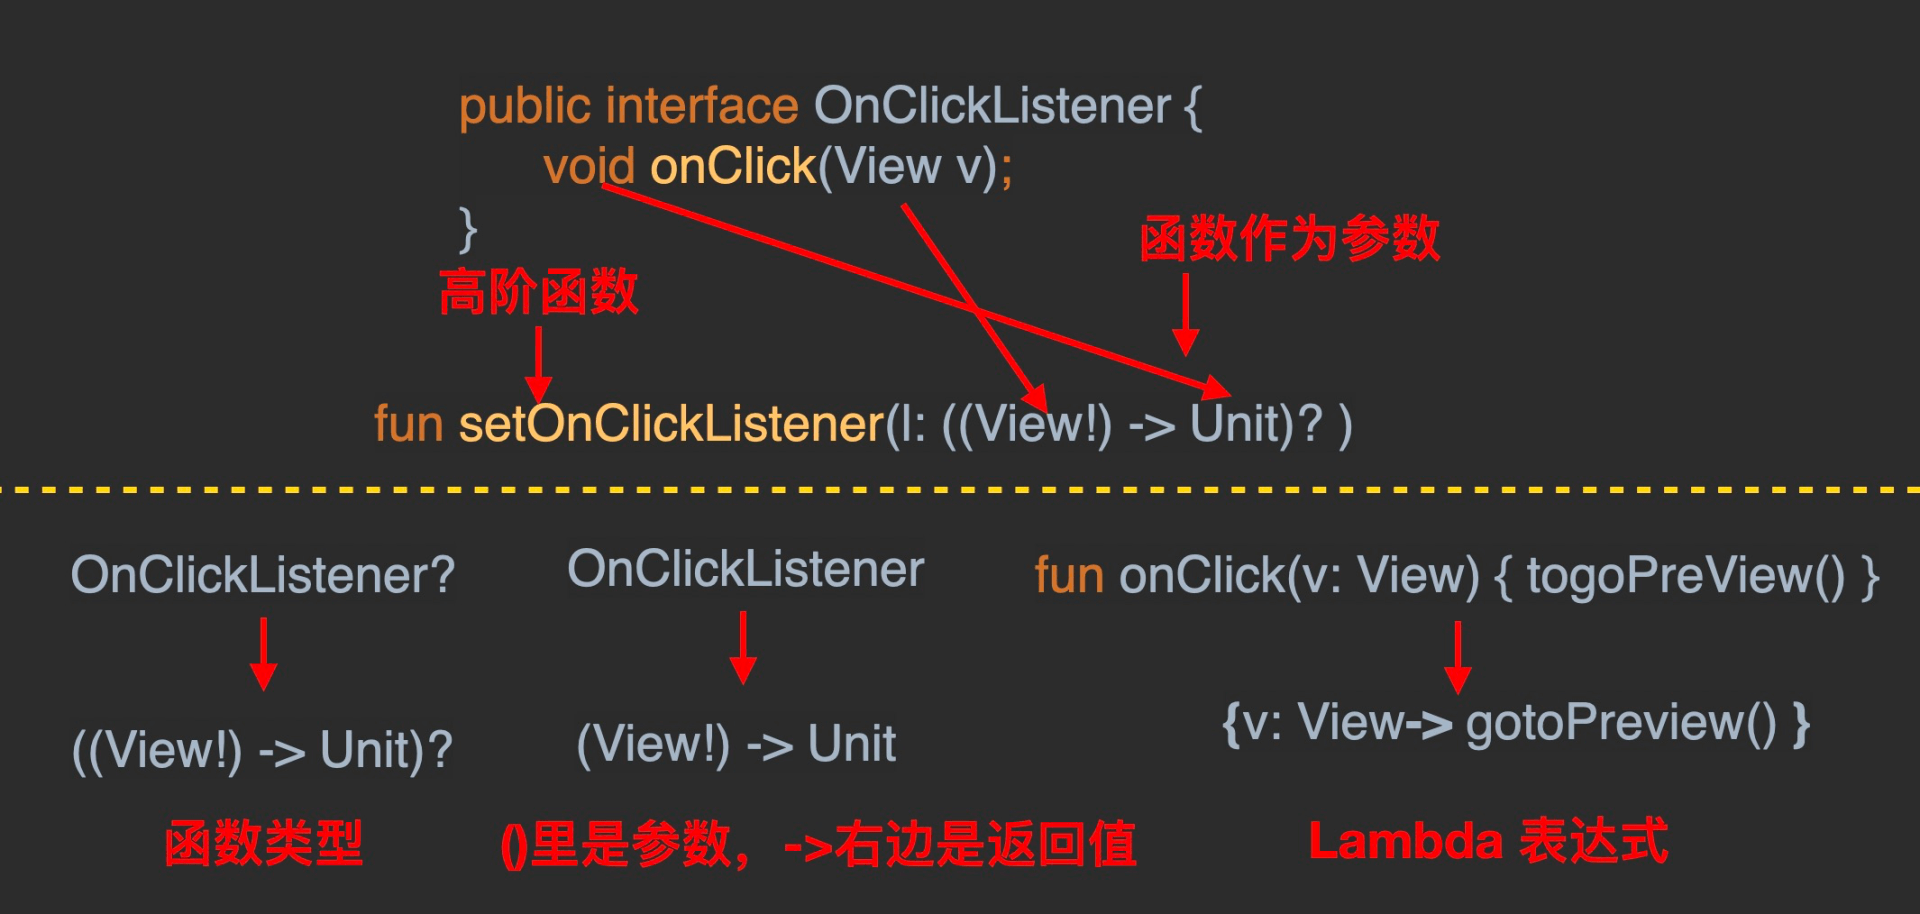 public interface OnClickListener {
void onClick(View v);
}
函数作为参数
高阶函数
fun setOnClickListener(l: ((View!) -> Unit)? )
OnClickListener?
OnClickListener
fun onClick(v: View) { togoPreView() }
((View!) -> Unit)?
(View!) -> Unit
{v: View-> gotoPreview() }
函数类型
()里是参数，->右边是返回值
Lambda 表达式